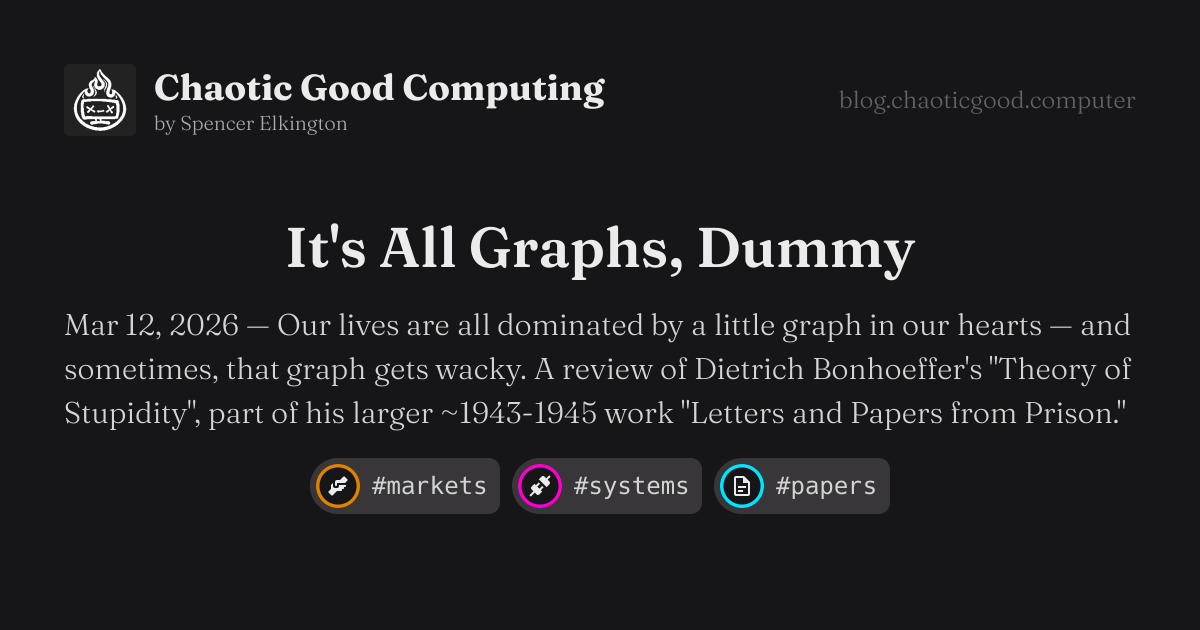 Chaotic Good Computing
by Spencer Elkington
blog.chaoticgood.computer
It's All Graphs, Dummy
Mar 12, 2026 — Our lives are all dominated by a little graph in our hearts — and
sometimes, that graph gets wacky. A review of Dietrich Bonhoeffer's "Theory of
Stupidity", part of his larger ~1943-1945 work "Letters and Papers from Prison."
#markets
#systems
#papers